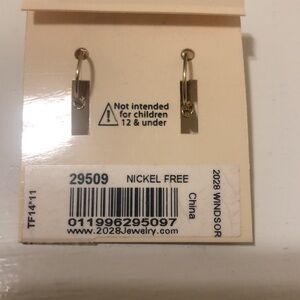 Not intended
for children
12 & under
29509 NICKEL FREE
011996295097
www.2028Jewelry.com
China
2028 WINDSOR
TF14*11